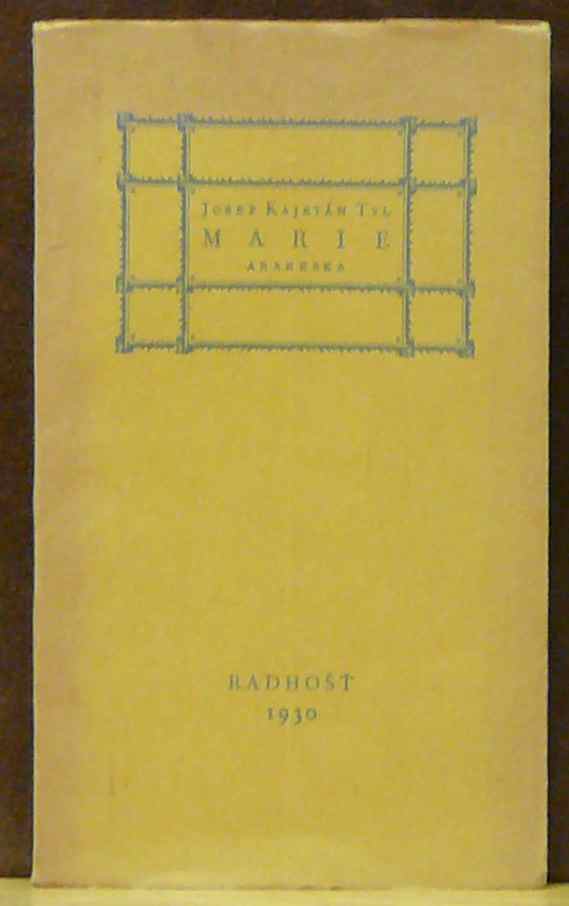 JOSEF KAJETÁN TYL
MARIE
ARABESKA
RADHOŠŤ
1930